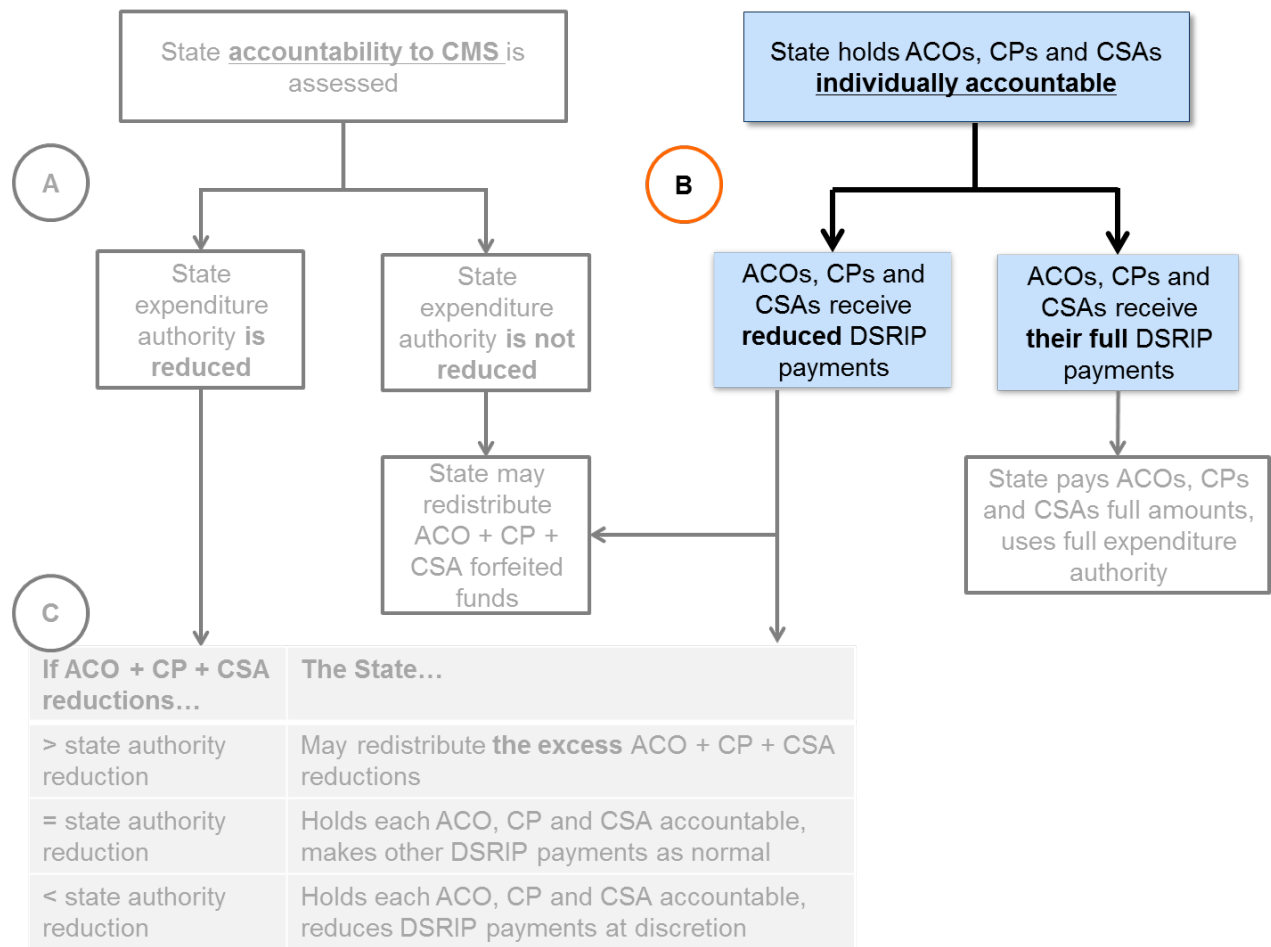 State accountability to CMS is
assessed
State holds ACOs, CPs and CSAs
individually accountable
A
B
State
expenditure
authority is
reduced
State
expenditure
authority is not
reduced
ACOs, CPs and
CSAs receive
reduced DSRIP
payments
ACOs, CPs and
CSAs receive
their full DSRIP
payments
State may
redistribute
ACO + CP +
CSA forfeited
funds
State pays ACOs, CPs
and CSAs full amounts,
uses full expenditure
authority
C
If ACO + CP + CSA
reductions…
The State…
> state authority
reduction
May redistribute the excess ACO + CP + CSA
reductions
= state authority
reduction
Holds each ACO, CP and CSA accountable,
makes other DSRIP payments as normal
< state authority
reduction
Holds each ACO, CP and CSA accountable,
reduces DSRIP payments at discretion